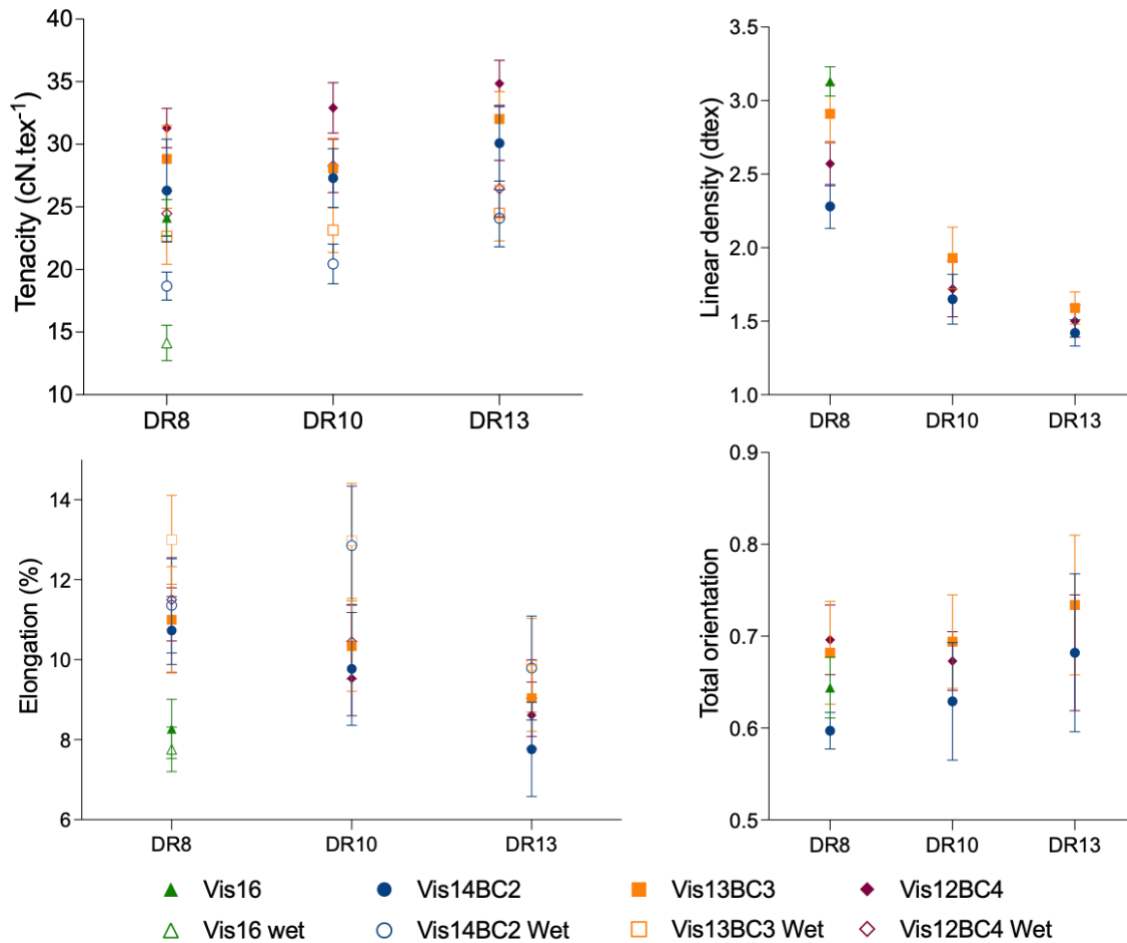 Tenacity (cN.tex⁻¹)
40
35
30
25
20
15
10
DR8 DR10 DR13
Linear density (dtex)
3.5
3.0
2.5
2.0
1.5
1.0
DR8 DR10 DR13
Elongation (%)
14
12
10
8
6
DR8 DR10 DR13
Total orientation
0.9
0.8
0.7
0.6
0.5
DR8 DR10 DR13
Vis16 Vis14BC2 Vis13BC3 Vis12BC4
Vis16 wet Vis14BC2 Wet Vis13BC3 Wet Vis12BC4 Wet